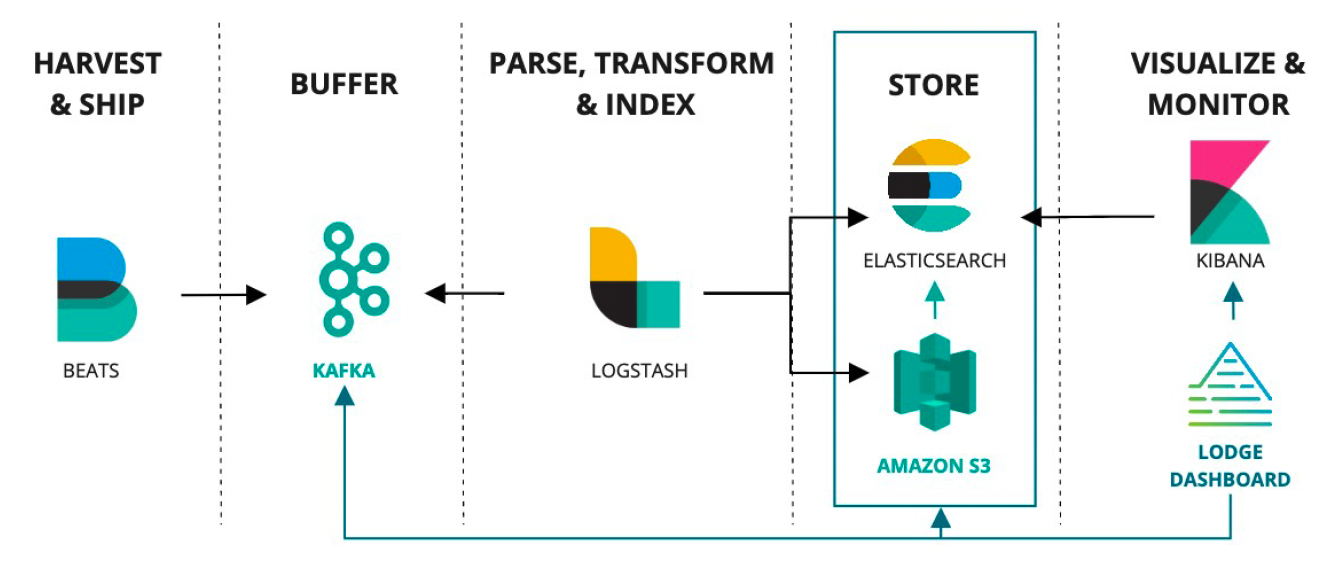 HARVEST
& SHIP
BUFFER
PARSE, TRANSFORM
& INDEX
STORE
VISUALIZE &
MONITOR
BEATS
KAFKA
LOGSTASH
ELASTICSEARCH
AMAZON S3
KIBANA
LODGE
DASHBOARD